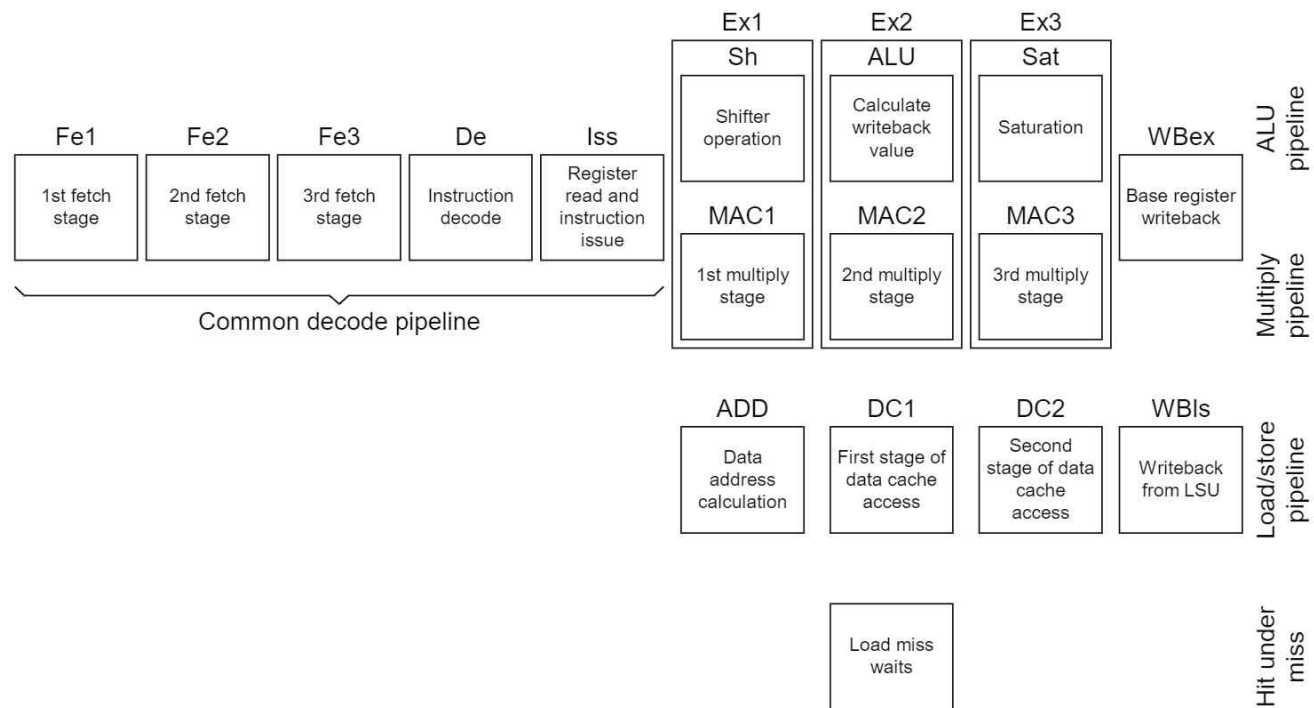 Ex1
Ex2
Ex3
Sh
ALU
Sat
Shifter
operation
Calculate
writeback
value
Saturation
ALU
pipeline
Fe1
Fe2
Fe3
De
Iss
WBex
1st fetch
stage
2nd fetch
stage
3rd fetch
stage
Instruction
decode
Register
read and
instruction
issue
Base register
writeback
MAC1
MAC2
MAC3
1st multiply
stage
2nd multiply
stage
3rd multiply
stage
Multiply
pipeline
Common decode pipeline
ADD
DC1
DC2
WBls
Data
address
calculation
First stage of
data cache
access
Second
stage of data
cache
access
Writeback
from LSU
Load/store
pipeline
Load miss
waits
Hit under
miss